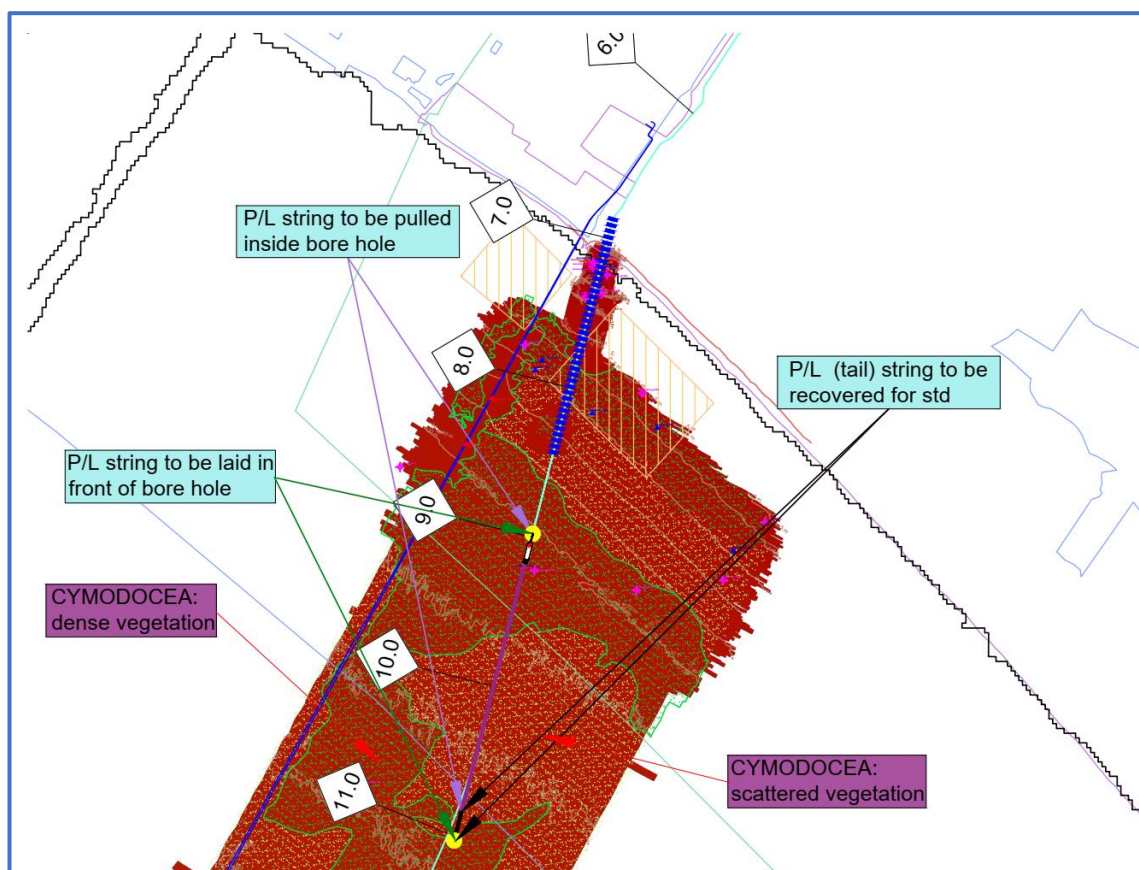 6.0
7.0
P/L string to be pulled
inside bore hole
8.0
P/L (tail) string to be
recovered for std
P/L string to be laid in
front of bore hole
9.0
CYMODOCEA:
dense vegetation
10.0
CYMODOCEA:
scattered vegetation
11.0